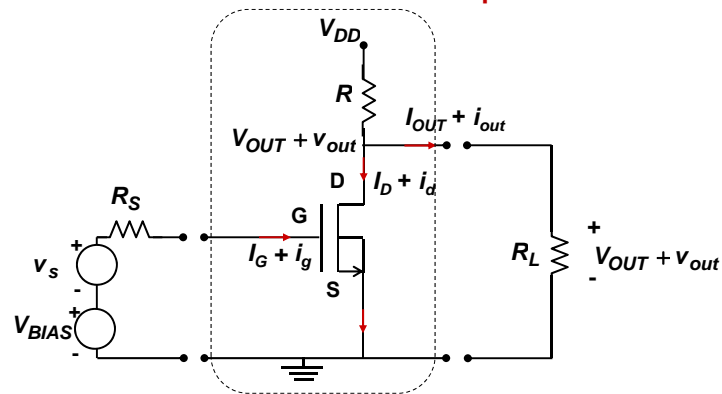 V_DD
R
I_OUT + i_out
V_OUT + v_out
D
I_D + i_d
R_S
G
+
I_G + i_g
+
v_s
R_L
V_OUT + v_out
-
-
S
+
V_BIAS
-